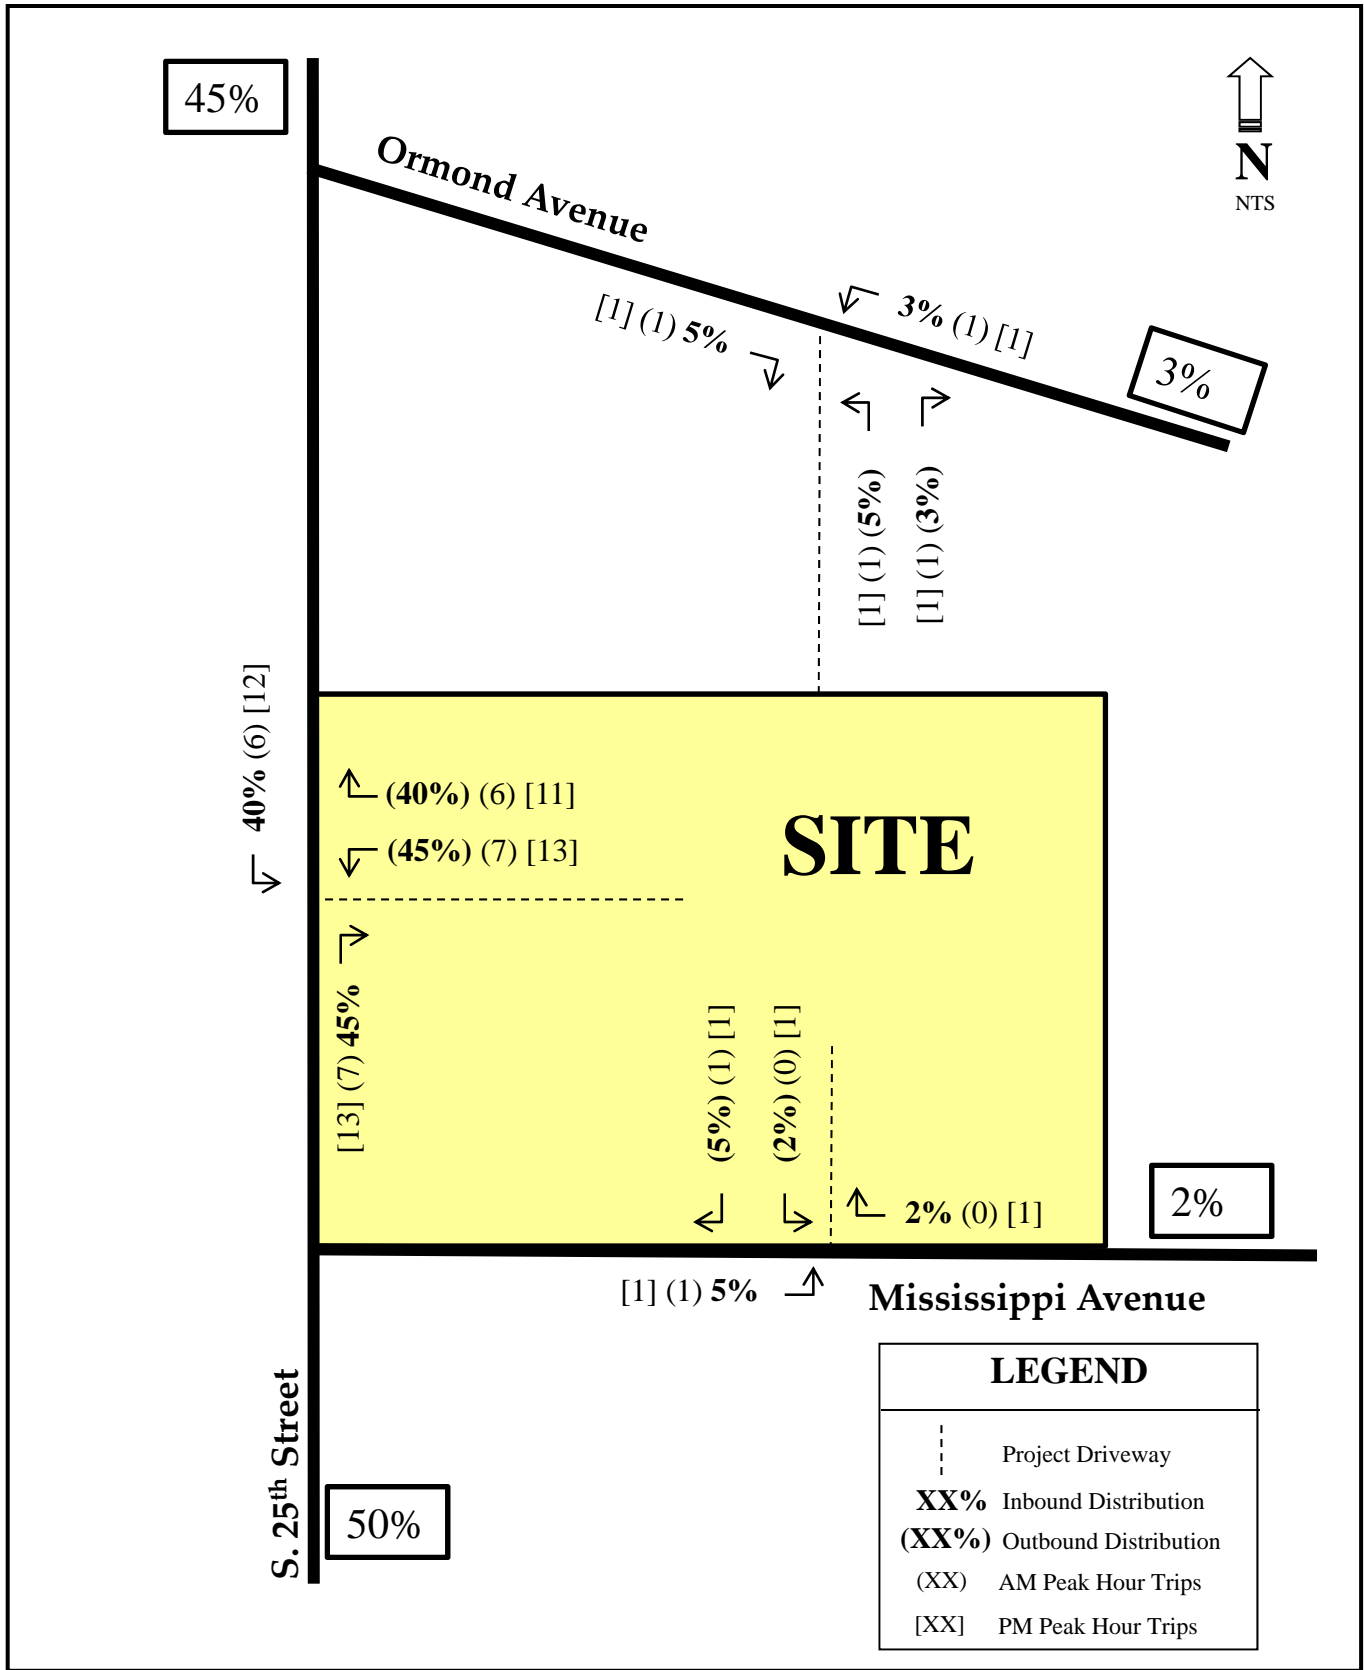 45%
N
NTS
Ormond Avenue
[1] (1) 5%
3% (1) [1]
3%
[1] (1) (5%)
[1] (1) (3%)
40% (6) [12]
(40%) (6) [11]
(45%) (7) [13]
SITE
[13] (7) 45%
(5%) (1) [1]
(2%) (0) [1]
2% (0) [1]
2%
[1] (1) 5%
Mississippi Avenue
S. 25th Street
50%
LEGEND
Project Driveway
XX% Inbound Distribution
(XX%) Outbound Distribution
(XX) AM Peak Hour Trips
[XX] PM Peak Hour Trips